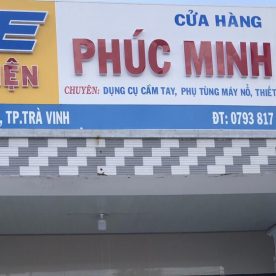 E
IỆN
CỬA HÀNG
PHÚC MINH
CHUYÊN: DỤNG CỤ CẦM TAY, PHỤ TÙNG MÁY NỔ, THIẾT
, TP.TRÀ VINH
ĐT: 0793 817